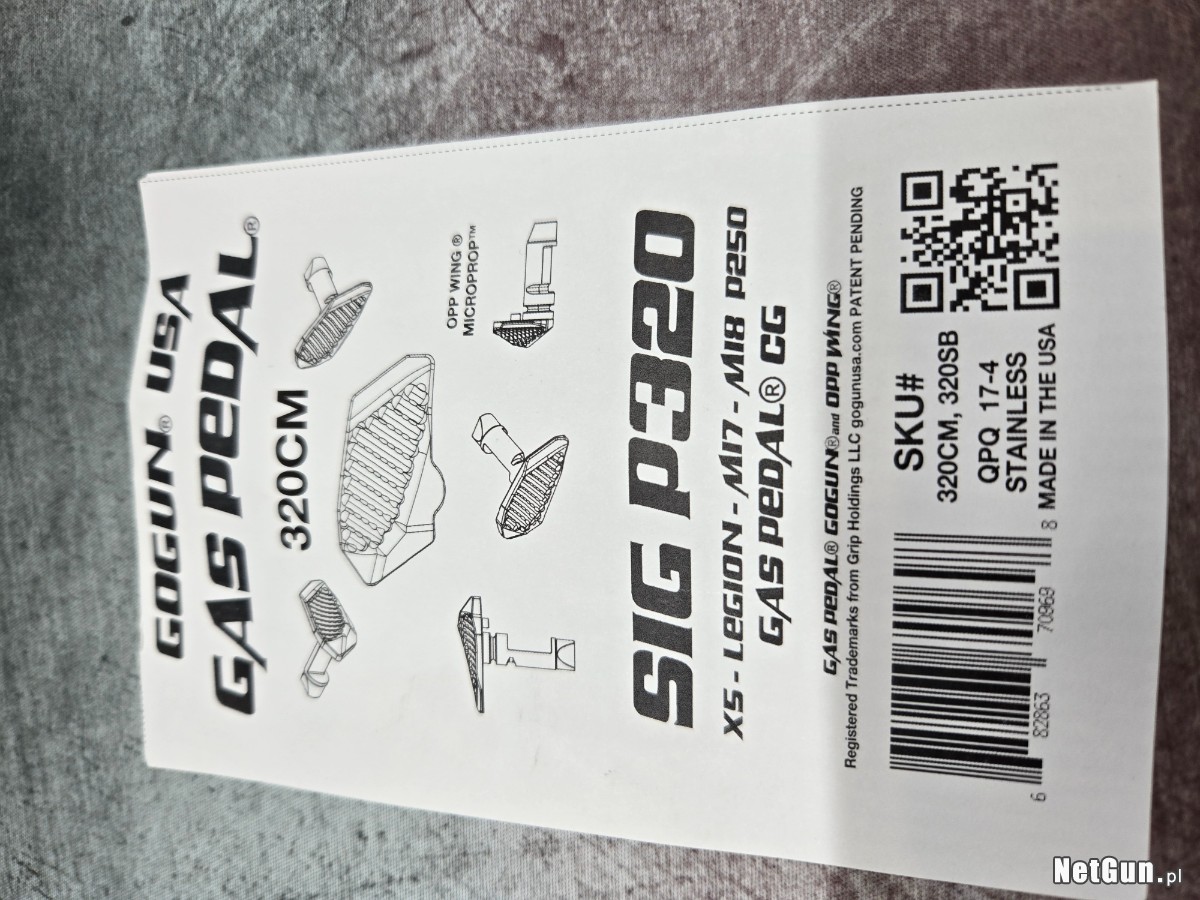 GOGUN® USA
GAS PEDAL®
320CM
OPP WING ®
MICROPROP™
SIG P320
X5 - LEGION - M17 - M18 P250
GAS PEDAL® CG
GAS PEDAL® GOGUN® and OPP WING®
Registered Trademarks from Grip Holdings LLC gogunusa.com PATENT PENDING
SKU#
320CM, 320SB
QPQ 17-4
STAINLESS
MADE IN THE USA
6 82863 70969 8
NetGun.pl